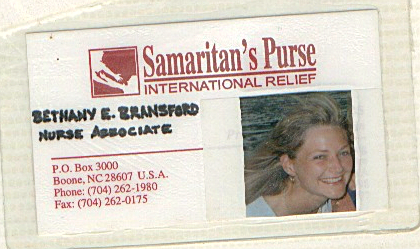 Samaritan's Purse
INTERNATIONAL RELIEF
BETHANY E. BRANSFORD
NURSE ASSOCIATE
P.O. Box 3000
Boone, NC 28607 U.S.A.
Phone: (704) 262-1980
Fax: (704) 262-0175